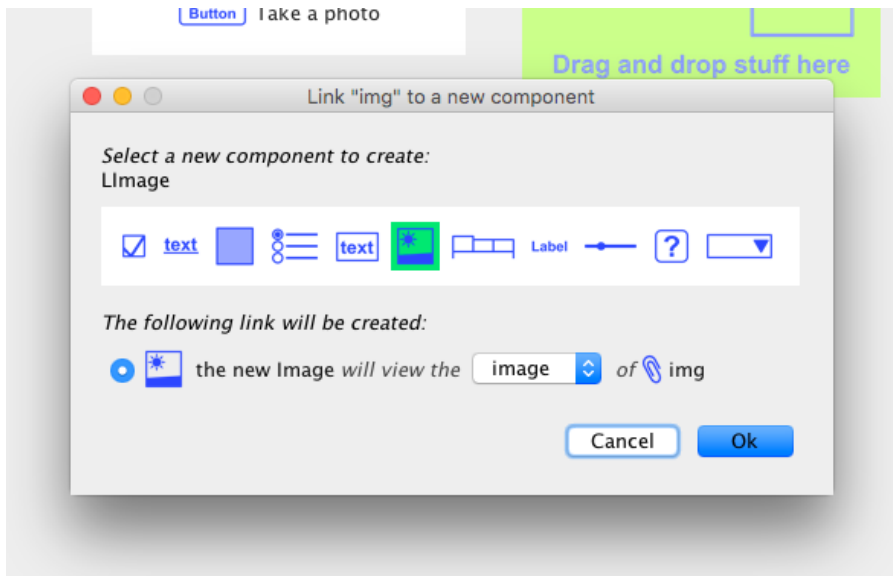 Button Take a photo
Drag and drop stuff here
Link "img" to a new component
Select a new component to create:
LImage
text text Label ?
The following link will be created:
the new Image will view the image of img
Cancel Ok